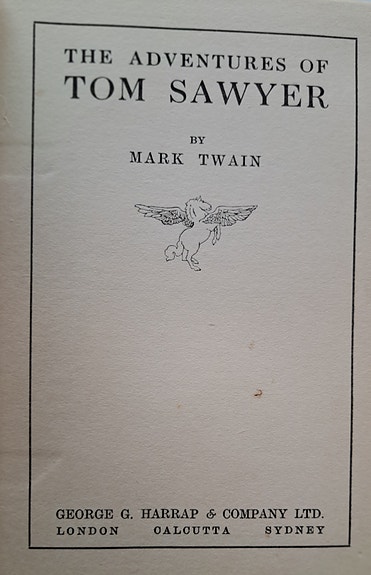 THE ADVENTURES OF
TOM SAWYER
BY
MARK TWAIN
GEORGE G. HARRAP & COMPANY LTD.
LONDON CALCUTTA SYDNEY